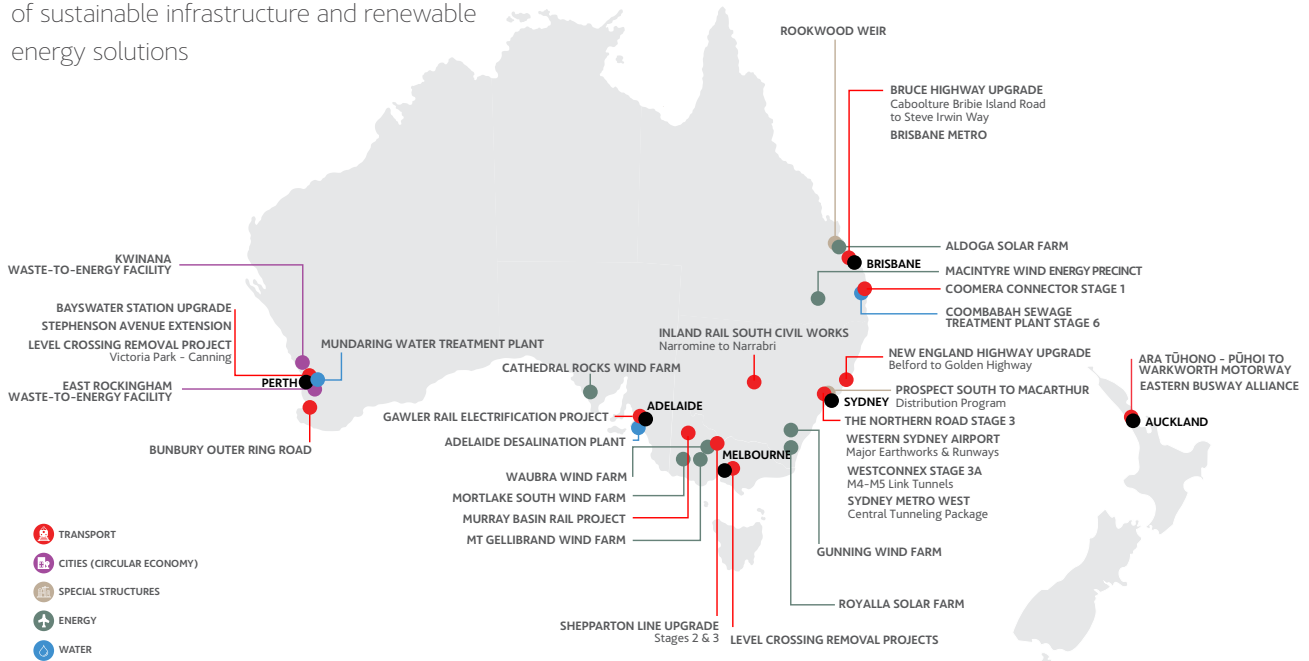 of sustainable infrastructure and renewable
energy solutions
ROOKWOOD WEIR
BRUCE HIGHWAY UPGRADE
Caboolture Bribie Island Road
to Steve Irwin Way
BRISBANE METRO
ALDOGA SOLAR FARM
BRISBANE
MACINTYRE WIND ENERGY PRECINCT
COOMERA CONNECTOR STAGE 1
COOMBABAH SEWAGE
TREATMENT PLANT STAGE 6
KWINANA
WASTE-TO-ENERGY FACILITY
BAYSWATER STATION UPGRADE
STEPHENSON AVENUE EXTENSION
LEVEL CROSSING REMOVAL PROJECT
Victoria Park - Canning
MUNDARING WATER TREATMENT PLANT
PERTH
EAST ROCKINGHAM
WASTE-TO-ENERGY FACILITY
BUNBURY OUTER RING ROAD
INLAND RAIL SOUTH CIVIL WORKS
Narromine to Narrabri
CATHEDRAL ROCKS WIND FARM
NEW ENGLAND HIGHWAY UPGRADE
Belford to Golden Highway
PROSPECT SOUTH TO MACARTHUR
Distribution Program
SYDNEY
THE NORTHERN ROAD STAGE 3
WESTERN SYDNEY AIRPORT
Major Earthworks & Runways
WESTCONNEX STAGE 3A
M4-M5 Link Tunnels
SYDNEY METRO WEST
Central Tunneling Package
ARA TŪHONO - PŪHOI TO
WARKWORTH MOTORWAY
EASTERN BUSWAY ALLIANCE
AUCKLAND
ADELAIDE
GAWLER RAIL ELECTRIFICATION PROJECT
ADELAIDE DESALINATION PLANT
MELBOURNE
WAUBRA WIND FARM
MORTLAKE SOUTH WIND FARM
MURRAY BASIN RAIL PROJECT
MT GELLIBRAND WIND FARM
GUNNING WIND FARM
ROYALLA SOLAR FARM
SHEPPARTON LINE UPGRADE
Stages 2 & 3
LEVEL CROSSING REMOVAL PROJECTS
TRANSPORT
CITIES (CIRCULAR ECONOMY)
SPECIAL STRUCTURES
ENERGY
WATER